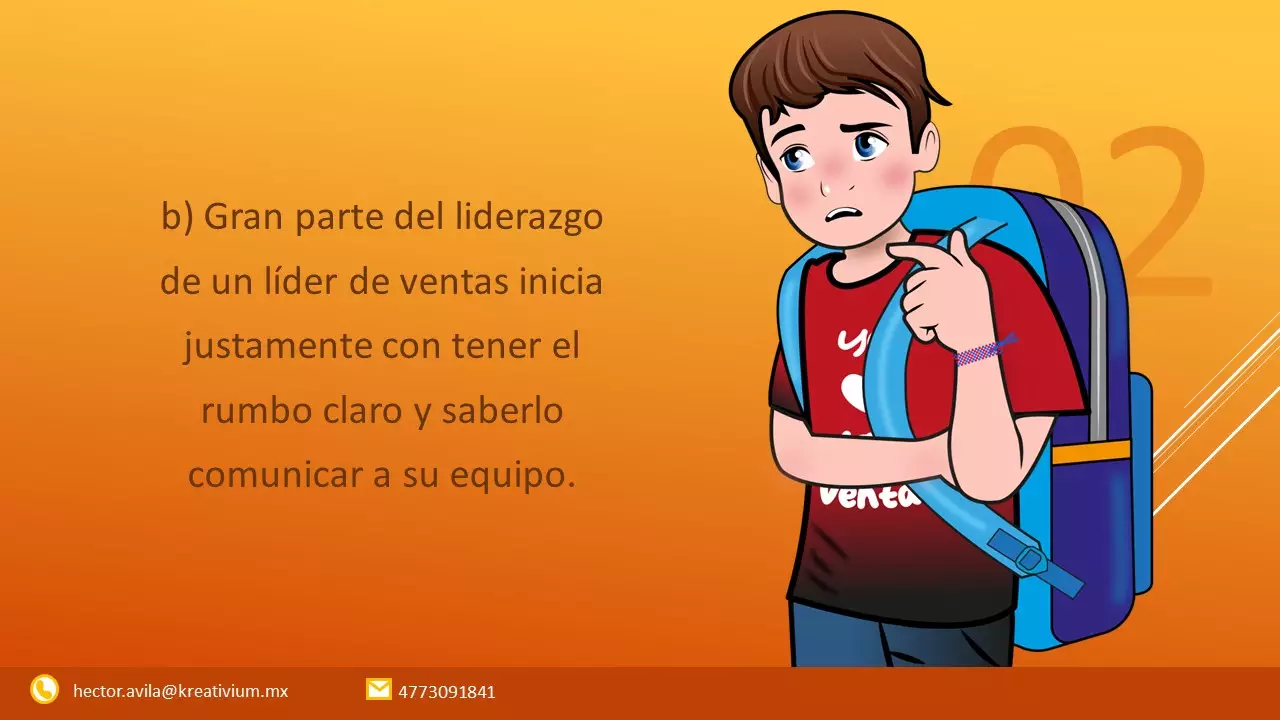 02
b) Gran parte del liderazgo
de un líder de ventas inicia
justamente con tener el
rumbo claro y saberlo
comunicar a su equipo.
venta
hector.avila@kreativium.mx
4773091841